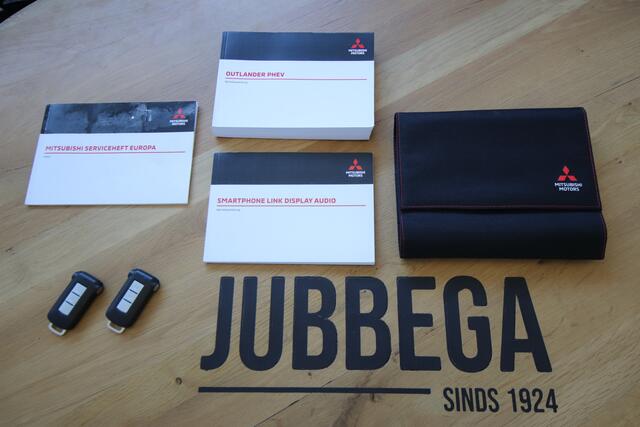 MITSUBISHI
MOTORS
OUTLANDER PHEV
MITSUBISHI
MOTORS
MITSUBISHI SERVICEHEFT EUROPA
MITSUBISHI
MOTORS
SMARTPHONE LINK DISPLAY AUDIO
MITSUBISHI
MOTORS
JUBBEGA
SINDS 1924